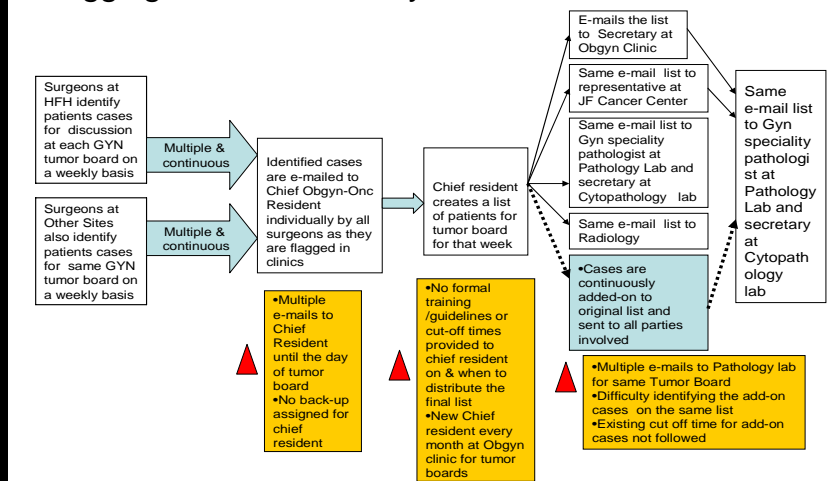 Surgeons at
HFH identify
patients cases
for discussion
at each GYN
tumor board on
a weekly basis
Surgeons at
Other Sites
also identify
patients cases
for same GYN
tumor board on
a weekly basis
Multiple &
continuous
Multiple &
continuous
Identified cases
are e-mailed to
Chief Obgyn-Onc
Resident
individually by all
surgeons as they
are flagged in
clinics
Chief resident
creates a list
of patients for
tumor board
for that week
E-mails the list
to Secretary at
Obgyn Clinic
Same e-mail list to
representative at
JF Cancer Center
Same e-mail list to
Gyn speciality
pathologist at
Pathology Lab and
secretary at
Cytopathology lab
Same e-mail list to
Radiology
•Cases are
continuously
added-on to
original list and
sent to all parties
involved
Same
e-mail list
to Gyn
speciality
pathologi
st at
Pathology
Lab and
secretary
at
Cytopath
ology
lab
•Multiple
e-mails to
Chief
Resident
until the day
of tumor
board
•No back-up
assigned for
chief
resident
•No formal
training
/guidelines or
cut-off times
provided to
chief resident
on & when to
distribute the
final list
•New Chief
resident every
month at Obgyn
clinic for tumor
boards
•Multiple e-mails to Pathology lab
for same Tumor Board
•Difficulty identifying the add-on
cases on the same list
•Existing cut off time for add-on
cases not followed